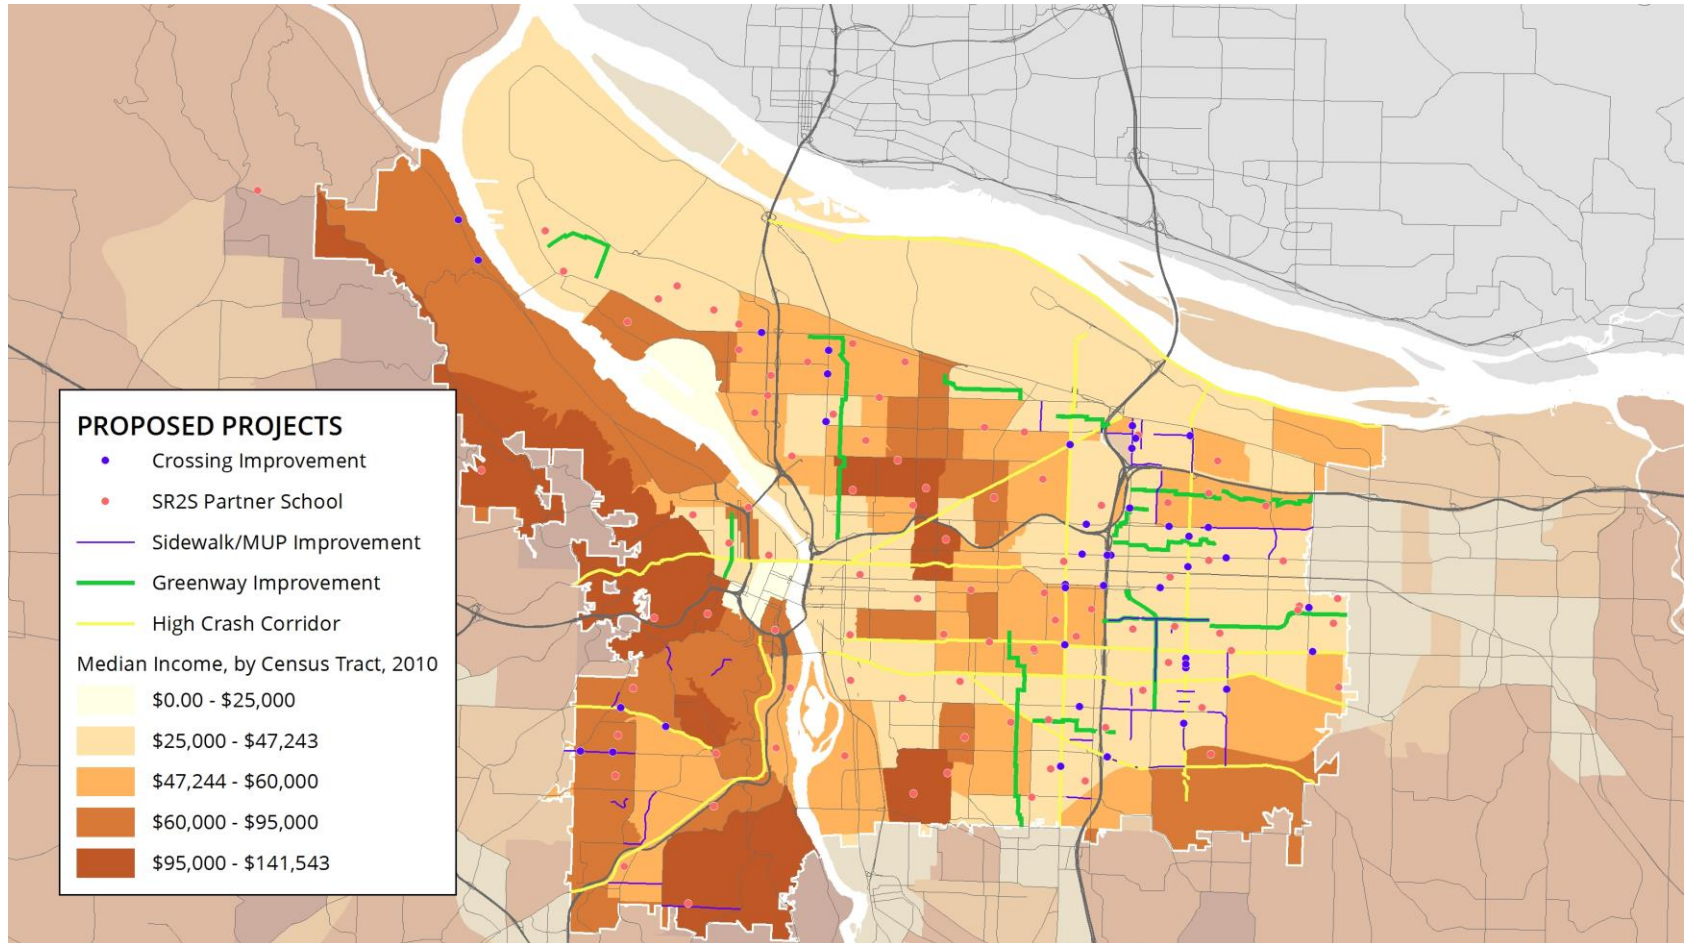 PROPOSED PROJECTS
Crossing Improvement
SR2S Partner School
Sidewalk/MUP Improvement
Greenway Improvement
High Crash Corridor
Median Income, by Census Tract, 2010
$0.00 - $25,000
$25,000 - $47,243
$47,244 - $60,000
$60,000 - $95,000
$95,000 - $141,543